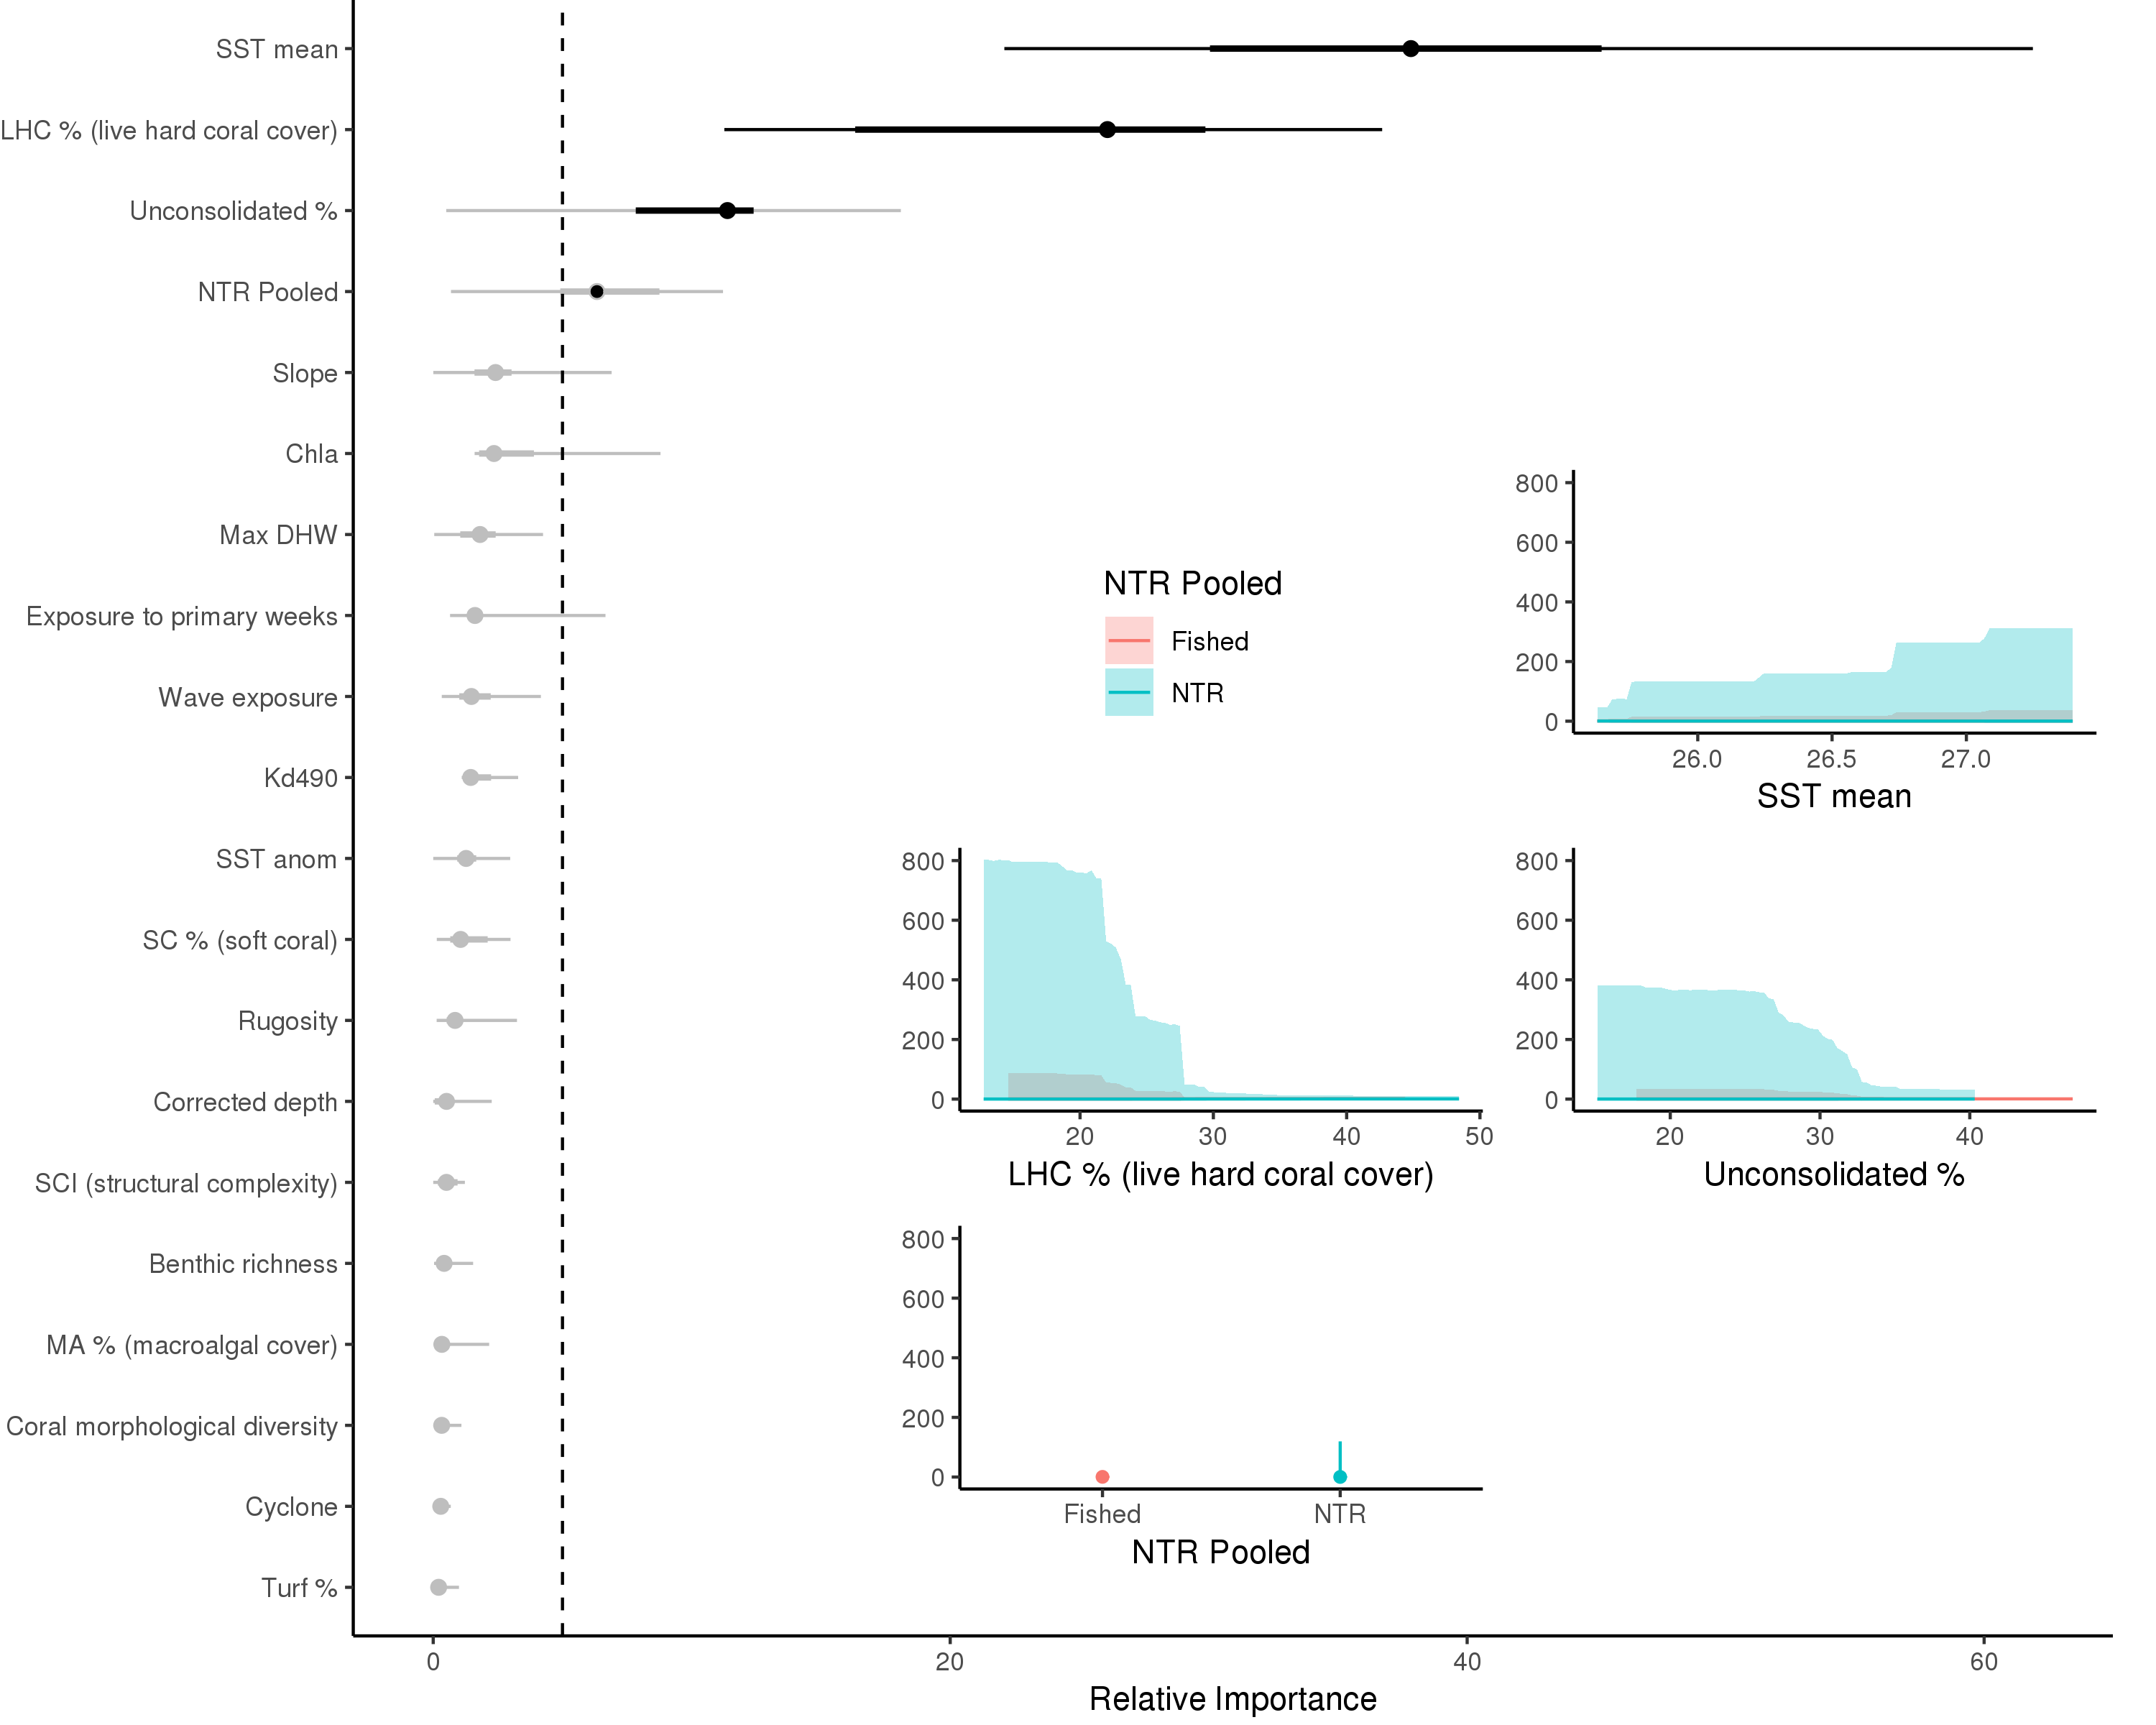 SST mean
LHC % (live hard coral cover)
Unconsolidated %
NTR Pooled
Slope
Chla
Max DHW
Exposure to primary weeks
Wave exposure
Kd490
SST anom
SC % (soft coral)
Rugosity
Corrected depth
SCI (structural complexity)
Benthic richness
MA % (macroalgal cover)
Coral morphological diversity
Cyclone
Turf %
0 20 40 60
Relative Importance
NTR Pooled
Fished
NTR
800
600
400
200
0
26.0 26.5 27.0
SST mean
800
600
400
200
0
20 30 40 50
LHC % (live hard coral cover)
800
600
400
200
0
20 30 40
Unconsolidated %
800
600
400
200
0
Fished NTR
NTR Pooled